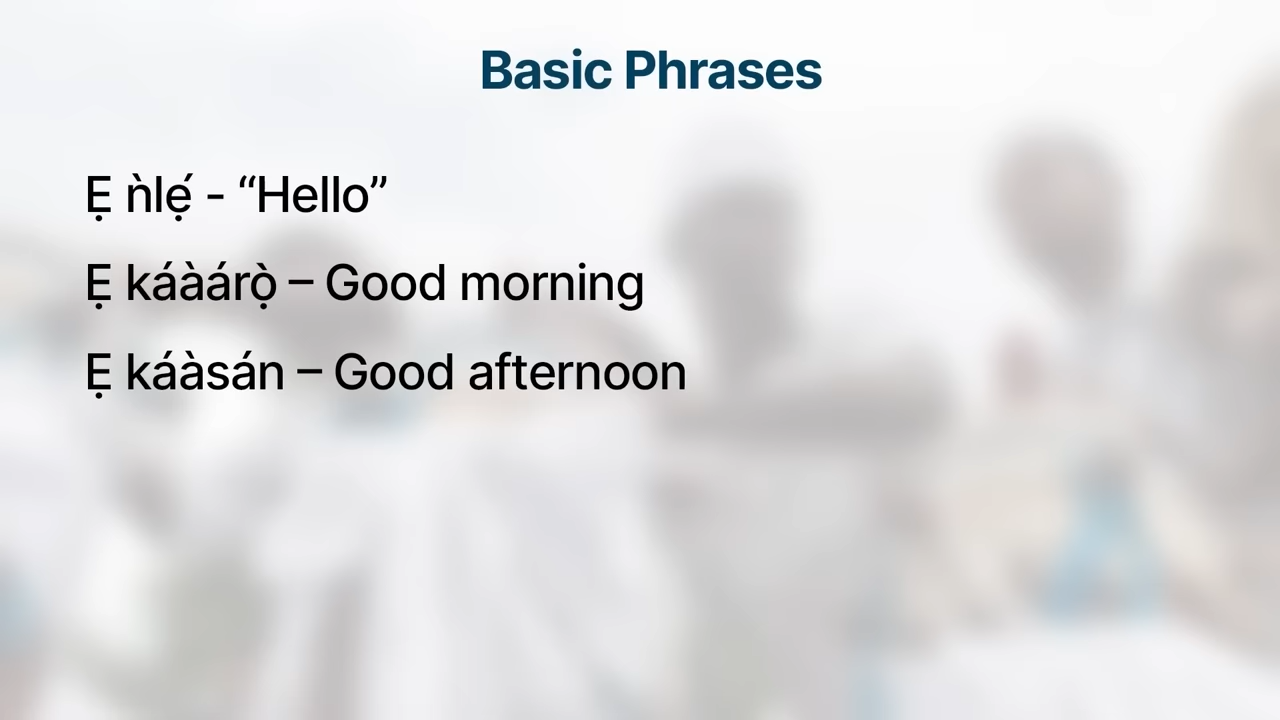 Basic Phrases
Ẹ ǹlẹ́ - “Hello”
Ẹ káàárọ̀ – Good morning
Ẹ káàsán – Good afternoon